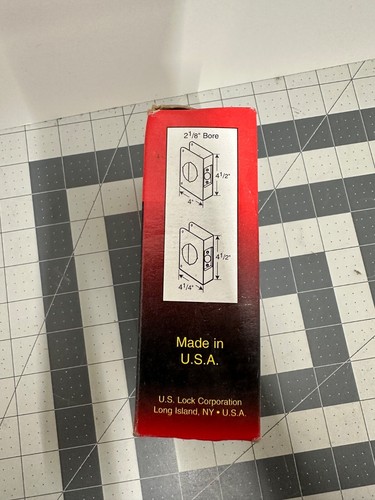 2 1/8" Bore
4 1/2"
4"
4 1/2"
4 1/4"
Made in
U.S.A.
U.S. Lock Corporation
Long Island, NY • U.S.A.